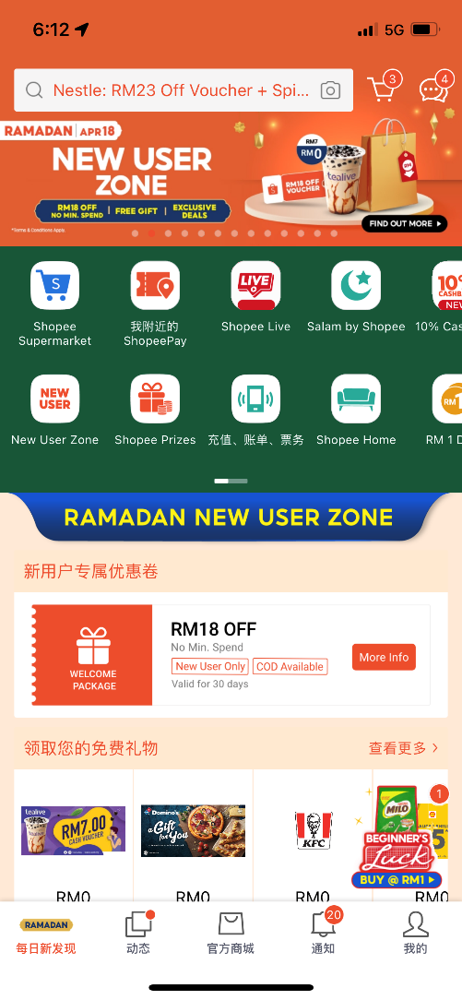 6:12
5G
Nestle: RM23 Off Voucher + Spi...
3
4
RAMADAN | APR18
NEW USER
ZONE
RM18 OFF
NO MIN. SPEND | FREE GIFT | EXCLUSIVE DEALS
*Terms & Conditions Apply.
RM7
RM0
tealive
RM18 OFF
VOUCHER
RM
FIND OUT MORE
S
LIVE
10%
CASHB
NEW
Shopee
Supermarket
我附近的
ShopeePay
Shopee Live
Salam by Shopee
10% Cas
NEW
USER
RM 1
New User Zone
Shopee Prizes
充值、账单、票务
Shopee Home
RM 1 D
RAMADAN NEW USER ZONE
新用户专属优惠卷
WELCOME
PACKAGE
RM18 OFF
No Min. Spend
New User Only
COD Available
Valid for 30 days
More Info
领取您的免费礼物
查看更多
tealive
RM7.00
CASH VOUCHER
Domino's
a Gift
for You
KFC
MILO
1
5
BEGINNER'S
Luck
BUY @ RM1
RM0
RM0
RM0
RM0
RAMADAN
20
每日新发现
动态
官方商城
通知
我的